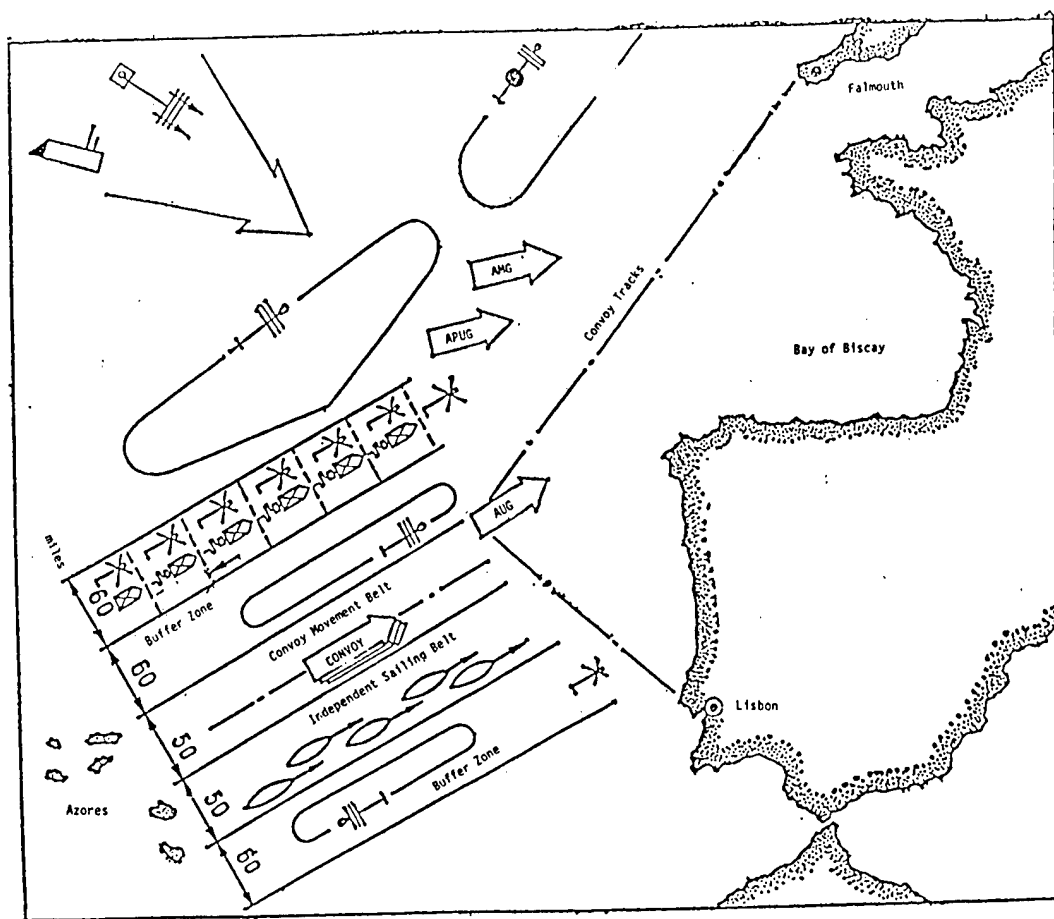 Falmouth
AMG
APUG
Convoy Tracks
Bay of Biscay
AUG
miles
60
Buffer Zone
60
Convoy Movement Belt
CONVOY
50
Independent Sailing Belt
50
Buffer Zone
60
Lisbon
Azores